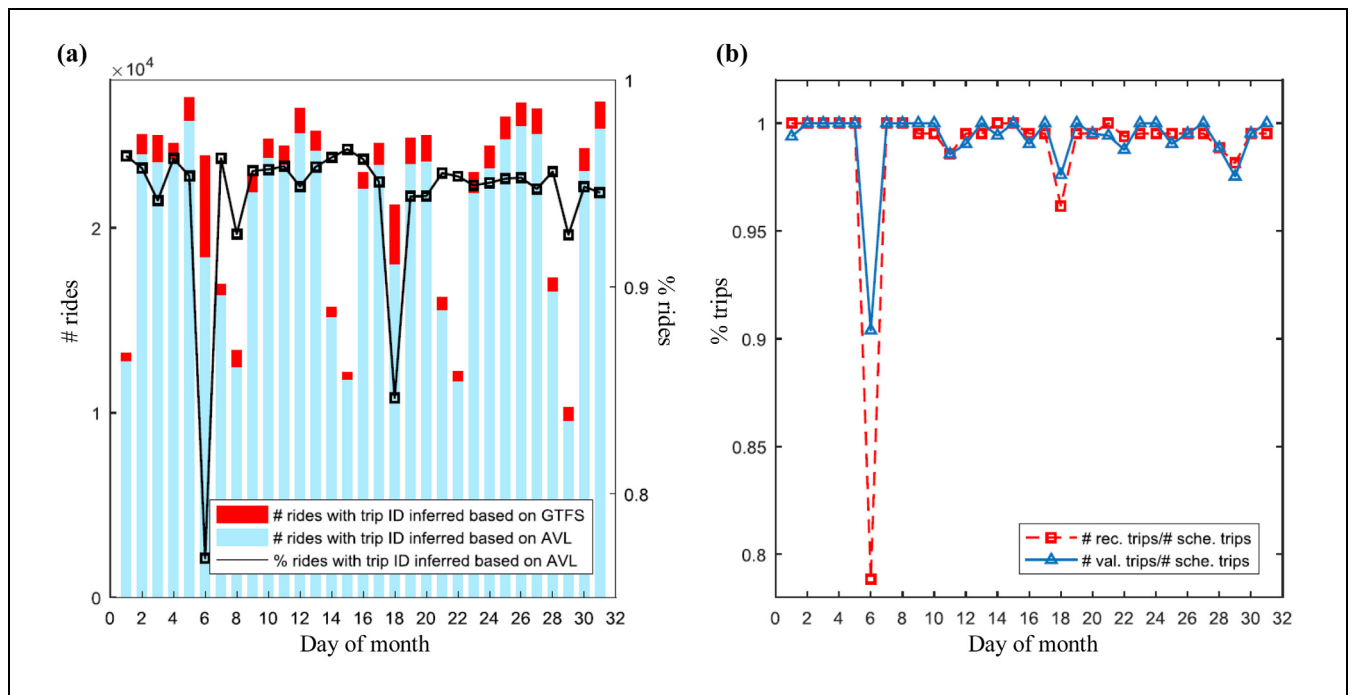 (a)
×10⁴
2
1
0
# rides
1
0.9
0.8
% rides
# rides with trip ID inferred based on GTFS
# rides with trip ID inferred based on AVL
% rides with trip ID inferred based on AVL
0 2 4 6 8 10 12 14 16 18 20 22 24 26 28 30 32
Day of month
(b)
1
0.95
0.9
0.85
0.8
% trips
# rec. trips/# sche. trips
# val. trips/# sche. trips
0 2 4 6 8 10 12 14 16 18 20 22 24 26 28 30 32
Day of month